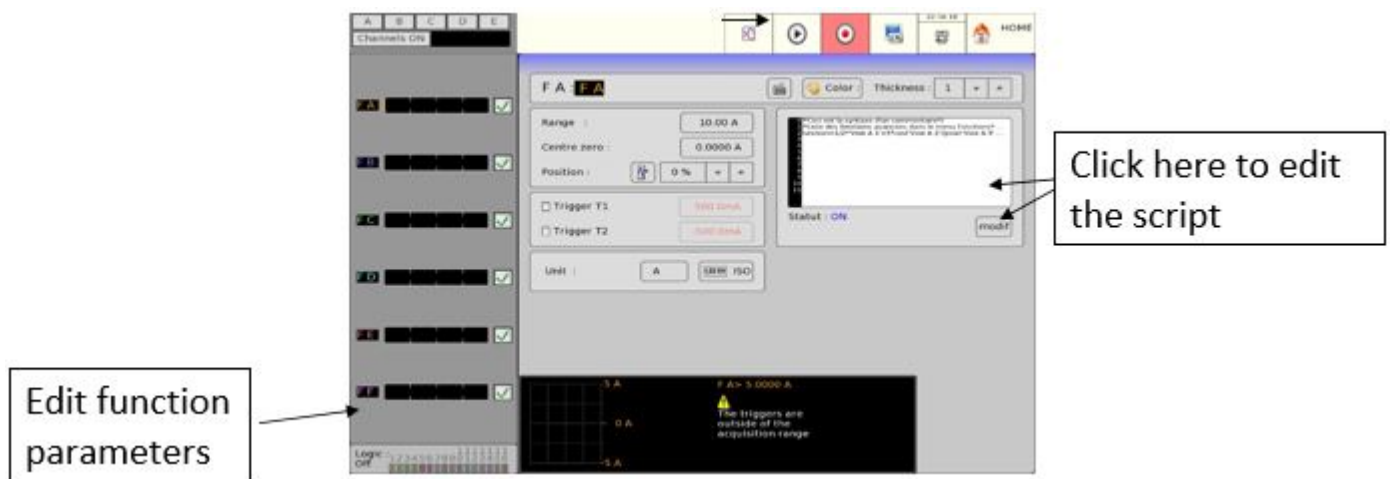 A B C D E
Channels ON
HOME
F A : F A
Color
Thickness : 1
Range : 10.00 A
Centre zero : 0.0000 A
Position : 0 %
Trigger T1
Trigger T2
Unit : A ISO
Statut : ON
modif
Click here to edit
the script
F A
F B
F C
F D
F E
F F
Edit function
parameters
5 A
0 A
-5 A
F A> 5.0000 A
The triggers are
outside of the
acquisition range
Logic
Off